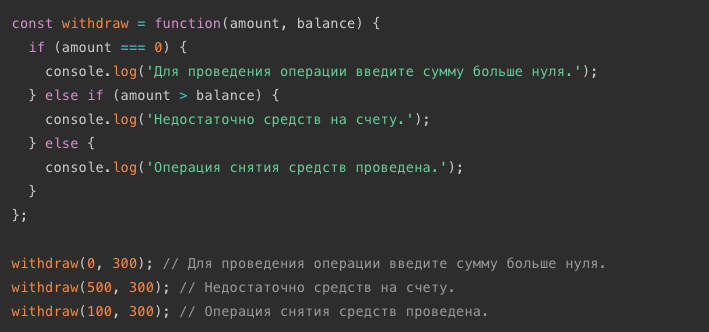 const withdraw = function(amount, balance) {
  if (amount === 0) {
    console.log('Для проведения операции введите сумму больше нуля.');
  } else if (amount > balance) {
    console.log('Недостаточно средств на счету.');
  } else {
    console.log('Операция снятия средств проведена.');
  }
};

withdraw(0, 300); // Для проведения операции введите сумму больше нуля.
withdraw(500, 300); // Недостаточно средств на счету.
withdraw(100, 300); // Операция снятия средств проведена.